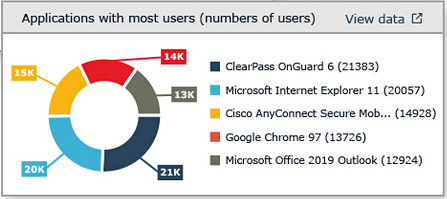 Applications with most users (numbers of users)
View data
14K
15K
13K
20K
21K
ClearPass OnGuard 6 (21383)
Microsoft Internet Explorer 11 (20057)
Cisco AnyConnect Secure Mob... (14928)
Google Chrome 97 (13726)
Microsoft Office 2019 Outlook (12924)